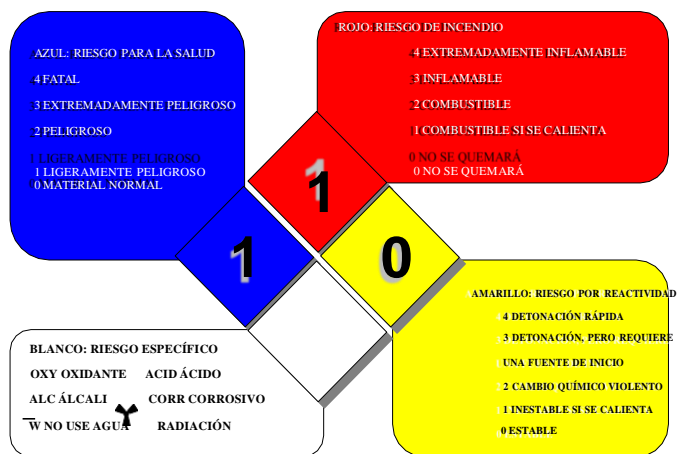 AZUL: RIESGO PARA LA SALUD
4 FATAL
3 EXTREMADAMENTE PELIGROSO
2 PELIGROSO
1 LIGERAMENTE PELIGROSO
1 LIGERAMENTE PELIGROSO
0 MATERIAL NORMAL
ROJO: RIESGO DE INCENDIO
4 EXTREMADAMENTE INFLAMABLE
3 INFLAMABLE
2 COMBUSTIBLE
1 COMBUSTIBLE SI SE CALIENTA
0 NO SE QUEMARÁ
0 NO SE QUEMARÁ
1
1
0
AMARILLO: RIESGO POR REACTIVIDAD
4 DETONACIÓN RÁPIDA
3 DETONACIÓN, PERO REQUIERE
UNA FUENTE DE INICIO
2 CAMBIO QUÍMICO VIOLENTO
1 INESTABLE SI SE CALIENTA
0 ESTABLE
BLANCO: RIESGO ESPECÍFICO
OXY OXIDANTE ACID ÁCIDO
ALC ÁLCALI CORR CORROSIVO
W NO USE AGUA RADIACIÓN